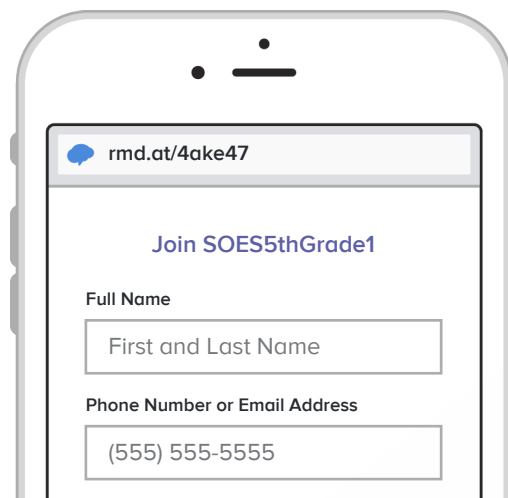 rmd.at/4ake47
Join SOES5thGrade1
Full Name
First and Last Name
Phone Number or Email Address
(555) 555-5555